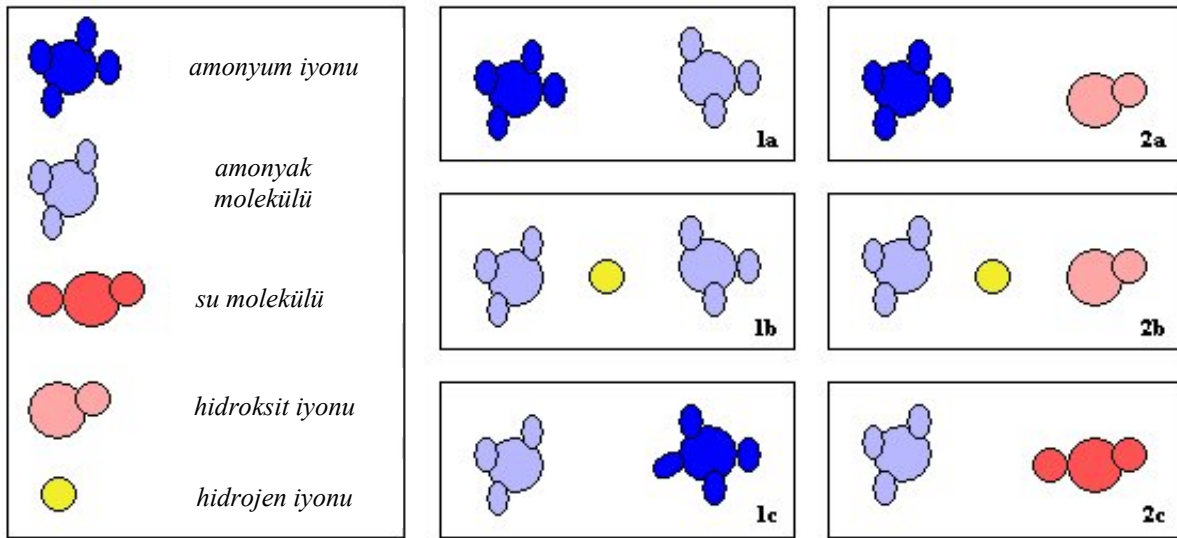 amonyum iyonu
amonyak
molekülü
su molekülü
hidroksit iyonu
hidrojen iyonu
1a
2a
1b
2b
1c
2c